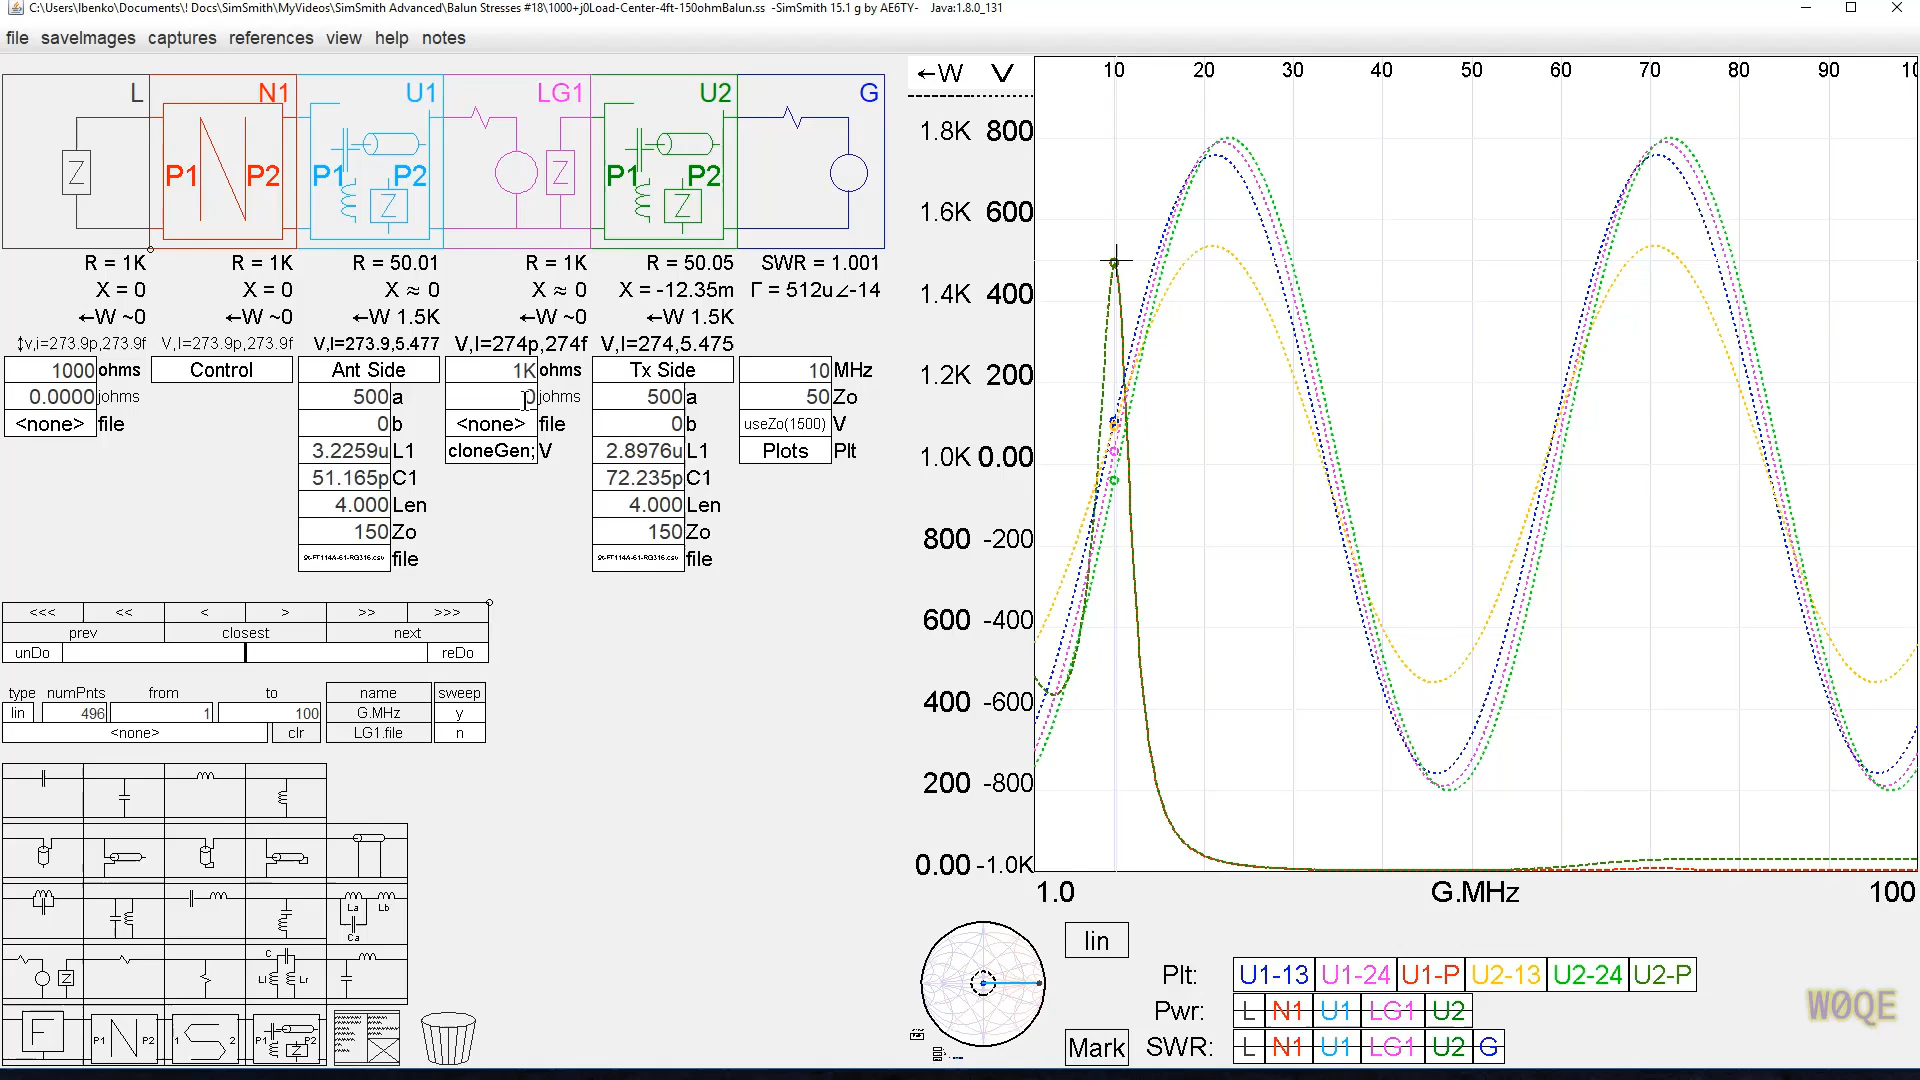 C:\Users\lbenko\Documents\! Docs\SimSmith\MyVideos\SimSmith Advanced\Balun Stresses #18\1000+j0Load-Center-4ft-150ohmBalun.ss -SimSmith 15.1 g by AE6TY- Java:1.8.0_131
file saveImages captures references view help notes
L N1 U1 LG1 U2 G
Z P1 P2 P1 P2 Z P1 P2
Z Z
R = 1K R = 1K R = 50.01 R = 1K R = 50.05 SWR = 1.001
X = 0 X = 0 X ≈ 0 X ≈ 0 X = -12.35m Γ = 512u∠-14
←W ~0 ←W ~0 ←W 1.5K ←W ~0 ←W 1.5K
↕v,i=273.9p,273.9f V,I=273.9p,273.9f V,I=273.9,5.477 V,I=274p,274f V,I=274,5.475
1000 ohms Control Ant Side 1K ohms Tx Side 10 MHz
0.0000 johms 500 a 0 johms 500 a 50 Zo
<none> file 0 b <none> file 0 b useZo(1500) V
3.2259u L1 cloneGen; V 2.8976u L1 Plots Plt
51.165p C1 72.235p C1
4.000 Len 4.000 Len
150 Zo 150 Zo
file file
<<< << < > >> >>>
prev closest next
unDo reDo
type numPnts from to name sweep
lin 496 1 100 G.MHz y
<none> clr LG1.file n
La Lb
Ca
Z C Ll Lr
F P1 N P2 1 S 2 P1 P2 Z
←W V 10 20 30 40 50 60 70 80 90 10
1.8K 800
1.6K 600
1.4K 400
1.2K 200
1.0K 0.00
800 -200
600 -400
400 -600
200 -800
0.00 -1.0K
1.0 G.MHz 100
lin
Plt: U1-13 U1-24 U1-P U2-13 U2-24 U2-P
Pwr: L N1 U1 LG1 U2
W0QE
Mark SWR: L N1 U1 LG1 U2 G